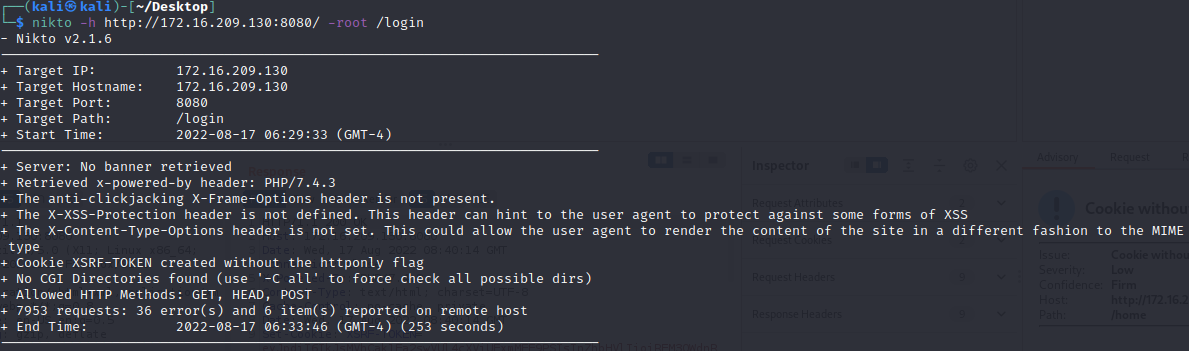 ┌──(kali㉿kali)-[~/Desktop]
└─$ nikto -h http://172.16.209.130:8080/ -root /login
- Nikto v2.1.6
---------------------------------------------------------------------------
+ Target IP:          172.16.209.130
+ Target Hostname:    172.16.209.130
+ Target Port:        8080
+ Target Path:        /login
+ Start Time:         2022-08-17 06:29:33 (GMT-4)
---------------------------------------------------------------------------
+ Server: No banner retrieved
+ Retrieved x-powered-by header: PHP/7.4.3
+ The anti-clickjacking X-Frame-Options header is not present.
+ The X-XSS-Protection header is not defined. This header can hint to the user agent to protect against some forms of XSS
+ The X-Content-Type-Options header is not set. This could allow the user agent to render the content of the site in a different fashion to the MIME
type
+ Cookie XSRF-TOKEN created without the httponly flag
+ No CGI Directories found (use '-C all' to force check all possible dirs)
+ Allowed HTTP Methods: GET, HEAD, POST
+ 7953 requests: 36 error(s) and 6 item(s) reported on remote host
+ End Time:           2022-08-17 06:33:46 (GMT-4) (253 seconds)
---------------------------------------------------------------------------
Inspector
Request Attributes
Request Cookies
Request Headers
Response Headers
Advisory Request
Cookie withou
Issue: Cookie withou
Severity: Low
Confidence: Firm
Host: http://172.16.2
Path: /home